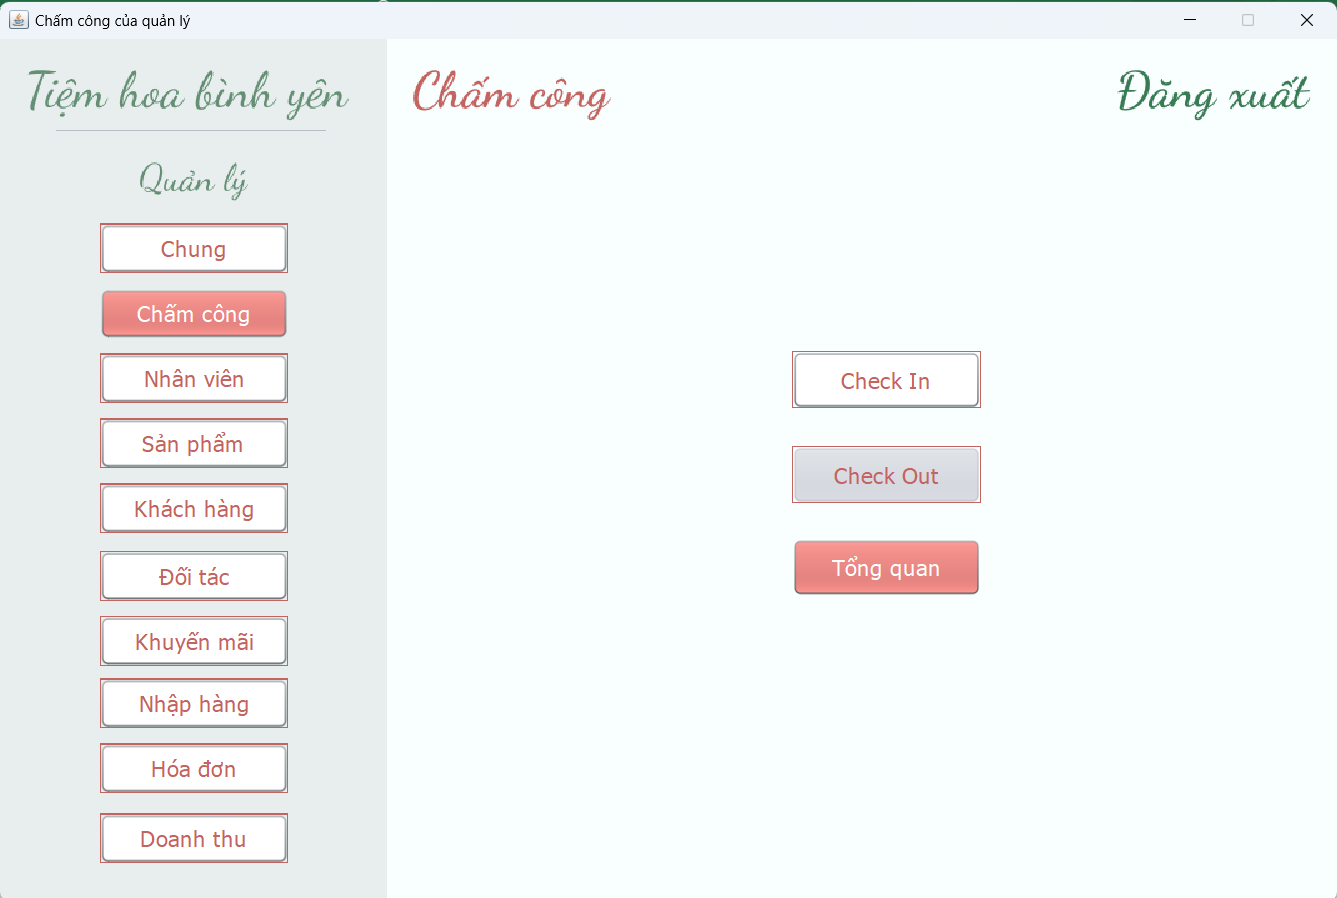 Chấm công của quản lý
Tiệm hoa bình yên
Quản lý
Chung
Chấm công
Nhân viên
Sản phẩm
Khách hàng
Đối tác
Khuyến mãi
Nhập hàng
Hóa đơn
Doanh thu
Chấm công
Đăng xuất
Check In
Check Out
Tổng quan